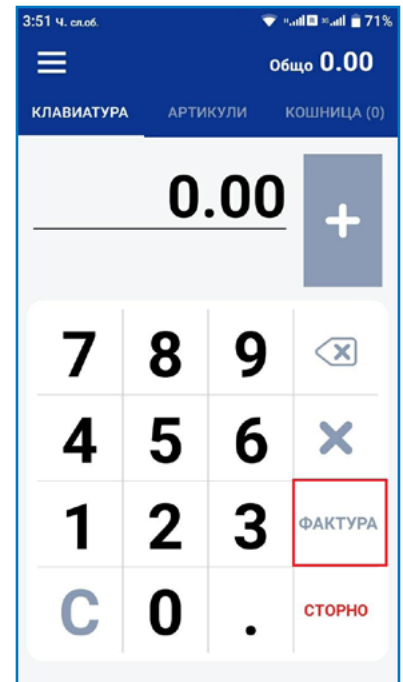 3:51 ч. сл.об. 71%
Общо 0.00
КЛАВИАТУРА АРТИКУЛИ КОШНИЦА (0)
0.00 +
7 8 9
4 5 6 ×
1 2 3 ФАКТУРА
C 0 . СТОРНО